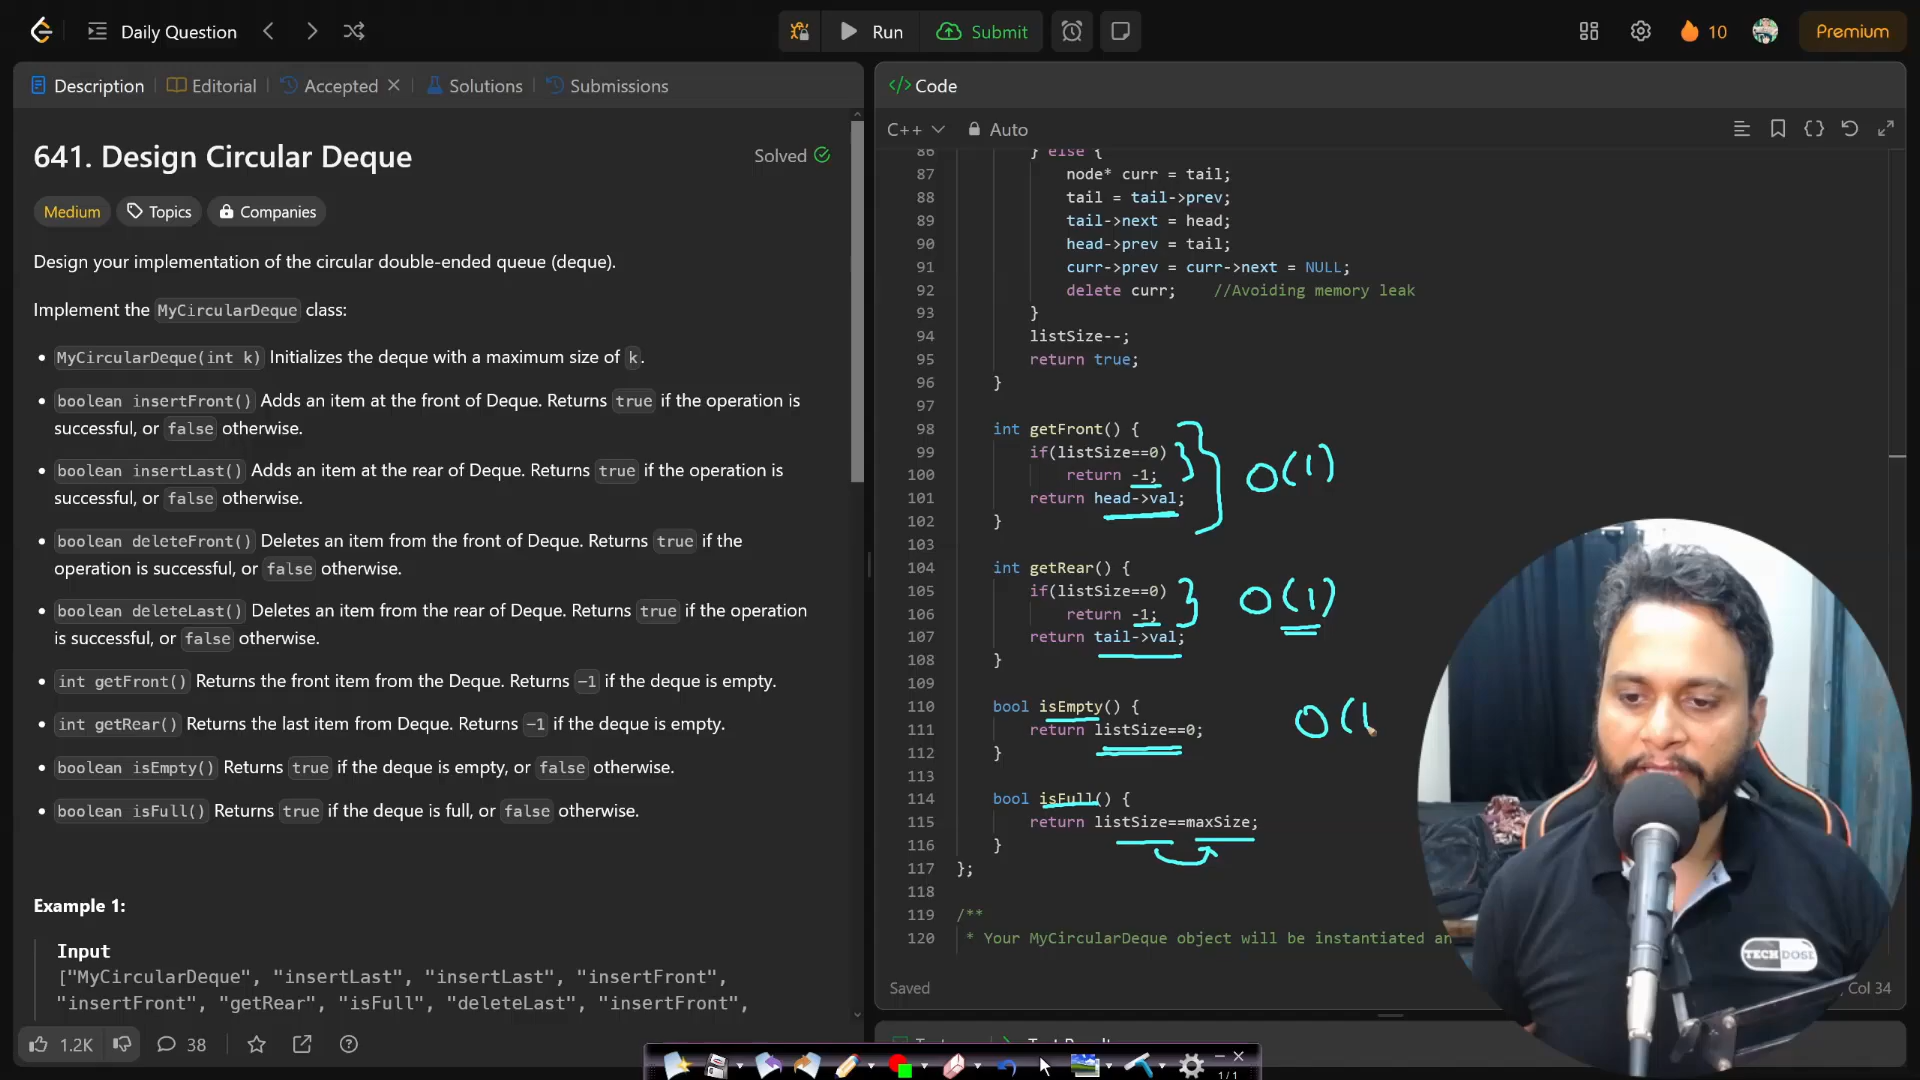 Daily Question
Run
Submit
10
Premium
Description
Editorial
Accepted
Solutions
Submissions
641. Design Circular Deque
Solved
Medium
Topics
Companies
Design your implementation of the circular double-ended queue (deque).
Implement the MyCircularDeque class:
• MyCircularDeque(int k) Initializes the deque with a maximum size of k.
• boolean insertFront() Adds an item at the front of Deque. Returns true if the operation is
successful, or false otherwise.
• boolean insertLast() Adds an item at the rear of Deque. Returns true if the operation is
successful, or false otherwise.
• boolean deleteFront() Deletes an item from the front of Deque. Returns true if the
operation is successful, or false otherwise.
• boolean deleteLast() Deletes an item from the rear of Deque. Returns true if the operation
is successful, or false otherwise.
• int getFront() Returns the front item from the Deque. Returns -1 if the deque is empty.
• int getRear() Returns the last item from Deque. Returns -1 if the deque is empty.
• boolean isEmpty() Returns true if the deque is empty, or false otherwise.
• boolean isFull() Returns true if the deque is full, or false otherwise.
Example 1:
Input
["MyCircularDeque", "insertLast", "insertLast", "insertFront",
"insertFront", "getRear", "isFull", "deleteLast", "insertFront",
1.2K
38
</> Code
C++
Auto
86 } else {
87 node* curr = tail;
88 tail = tail->prev;
89 tail->next = head;
90 head->prev = tail;
91 curr->prev = curr->next = NULL;
92 delete curr; //Avoiding memory leak
93 }
94 listSize--;
95 return true;
96 }
97
98 int getFront() {
99 if(listSize==0)
100 return -1;
101 return head->val;
102 }
103
104 int getRear() {
105 if(listSize==0)
106 return -1;
107 return tail->val;
108 }
109
110 bool isEmpty() {
111 return listSize==0;
112 }
113
114 bool isFull() {
115 return listSize==maxSize;
116 }
117 };
118
119 /**
120 * Your MyCircularDeque object will be instantiated an
O(1)
O(1)
O(1
Saved
Col 34
TECH DOSE
1/1